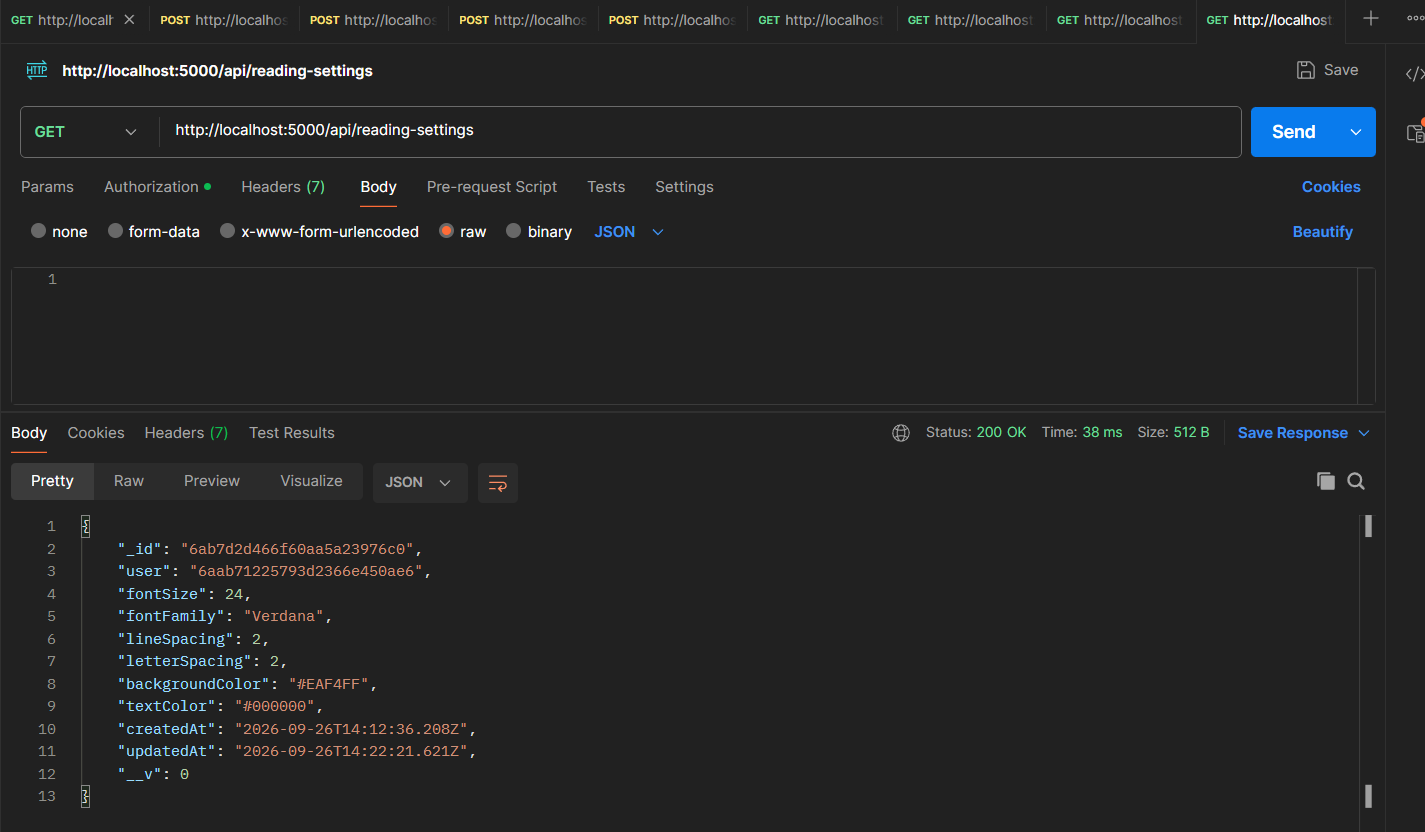 GET http://localh POST http://localhos POST http://localhos POST http://localhos POST http://localhos GET http://localhost GET http://localhost GET http://localhost GET http://localhost
HTTP http://localhost:5000/api/reading-settings Save
GET http://localhost:5000/api/reading-settings Send
Params Authorization Headers (7) Body Pre-request Script Tests Settings Cookies
none form-data x-www-form-urlencoded raw binary JSON Beautify
1
Body Cookies Headers (7) Test Results Status: 200 OK Time: 38 ms Size: 512 B Save Response
Pretty Raw Preview Visualize JSON
1 {
2 "_id": "6ab7d2d466f60aa5a23976c0",
3 "user": "6aab71225793d2366e450ae6",
4 "fontSize": 24,
5 "fontFamily": "Verdana",
6 "lineSpacing": 2,
7 "letterSpacing": 2,
8 "backgroundColor": "#EAF4FF",
9 "textColor": "#000000",
10 "createdAt": "2026-09-26T14:12:36.208Z",
11 "updatedAt": "2026-09-26T14:22:21.621Z",
12 "__v": 0
13 }